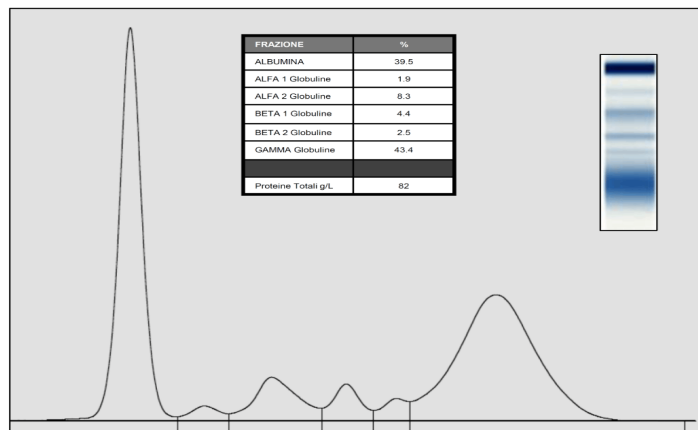 FRAZIONE %
ALBUMINA 39.5
ALFA 1 Globuline 1.9
ALFA 2 Globuline 8.3
BETA 1 Globuline 4.4
BETA 2 Globuline 2.5
GAMMA Globuline 43.4
Proteine Totali g/L 82